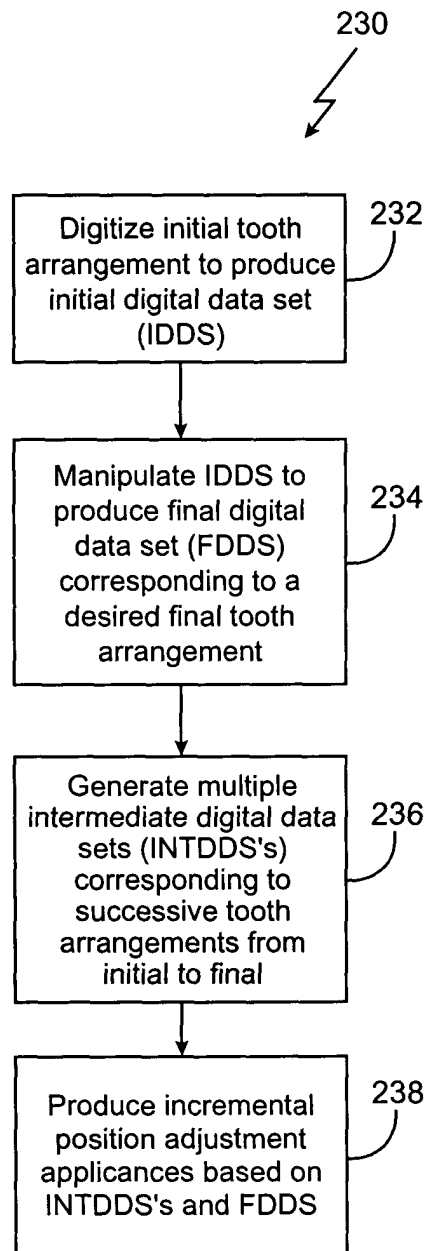 230
232
Digitize initial tooth
arrangement to produce
initial digital data set
(IDDS)
234
Manipulate IDDS to
produce final digital
data set (FDDS)
corresponding to a
desired final tooth
arrangement
236
Generate multiple
intermediate digital data
sets (INTDDS's)
corresponding to
successive tooth
arrangements from
initial to final
238
Produce incremental
position adjustment
applicances based on
INTDDS's and FDDS